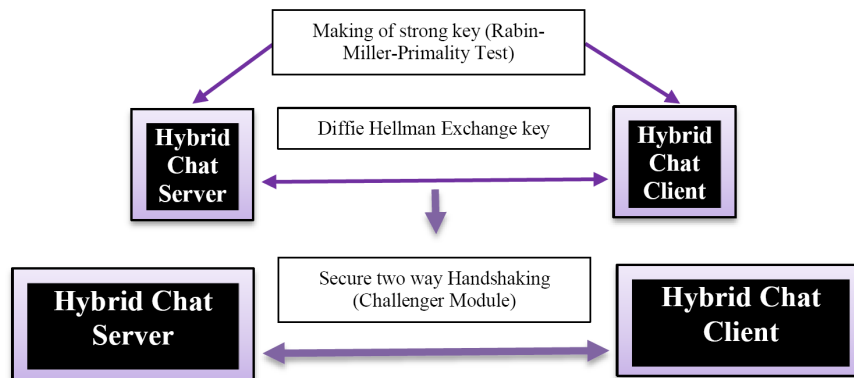 Making of strong key (Rabin-
Miller-Primality Test)
Hybrid
Chat
Server
Diffie Hellman Exchange key
Hybrid
Chat
Client
Hybrid Chat
Server
Secure two way Handshaking
(Challenger Module)
Hybrid Chat
Client